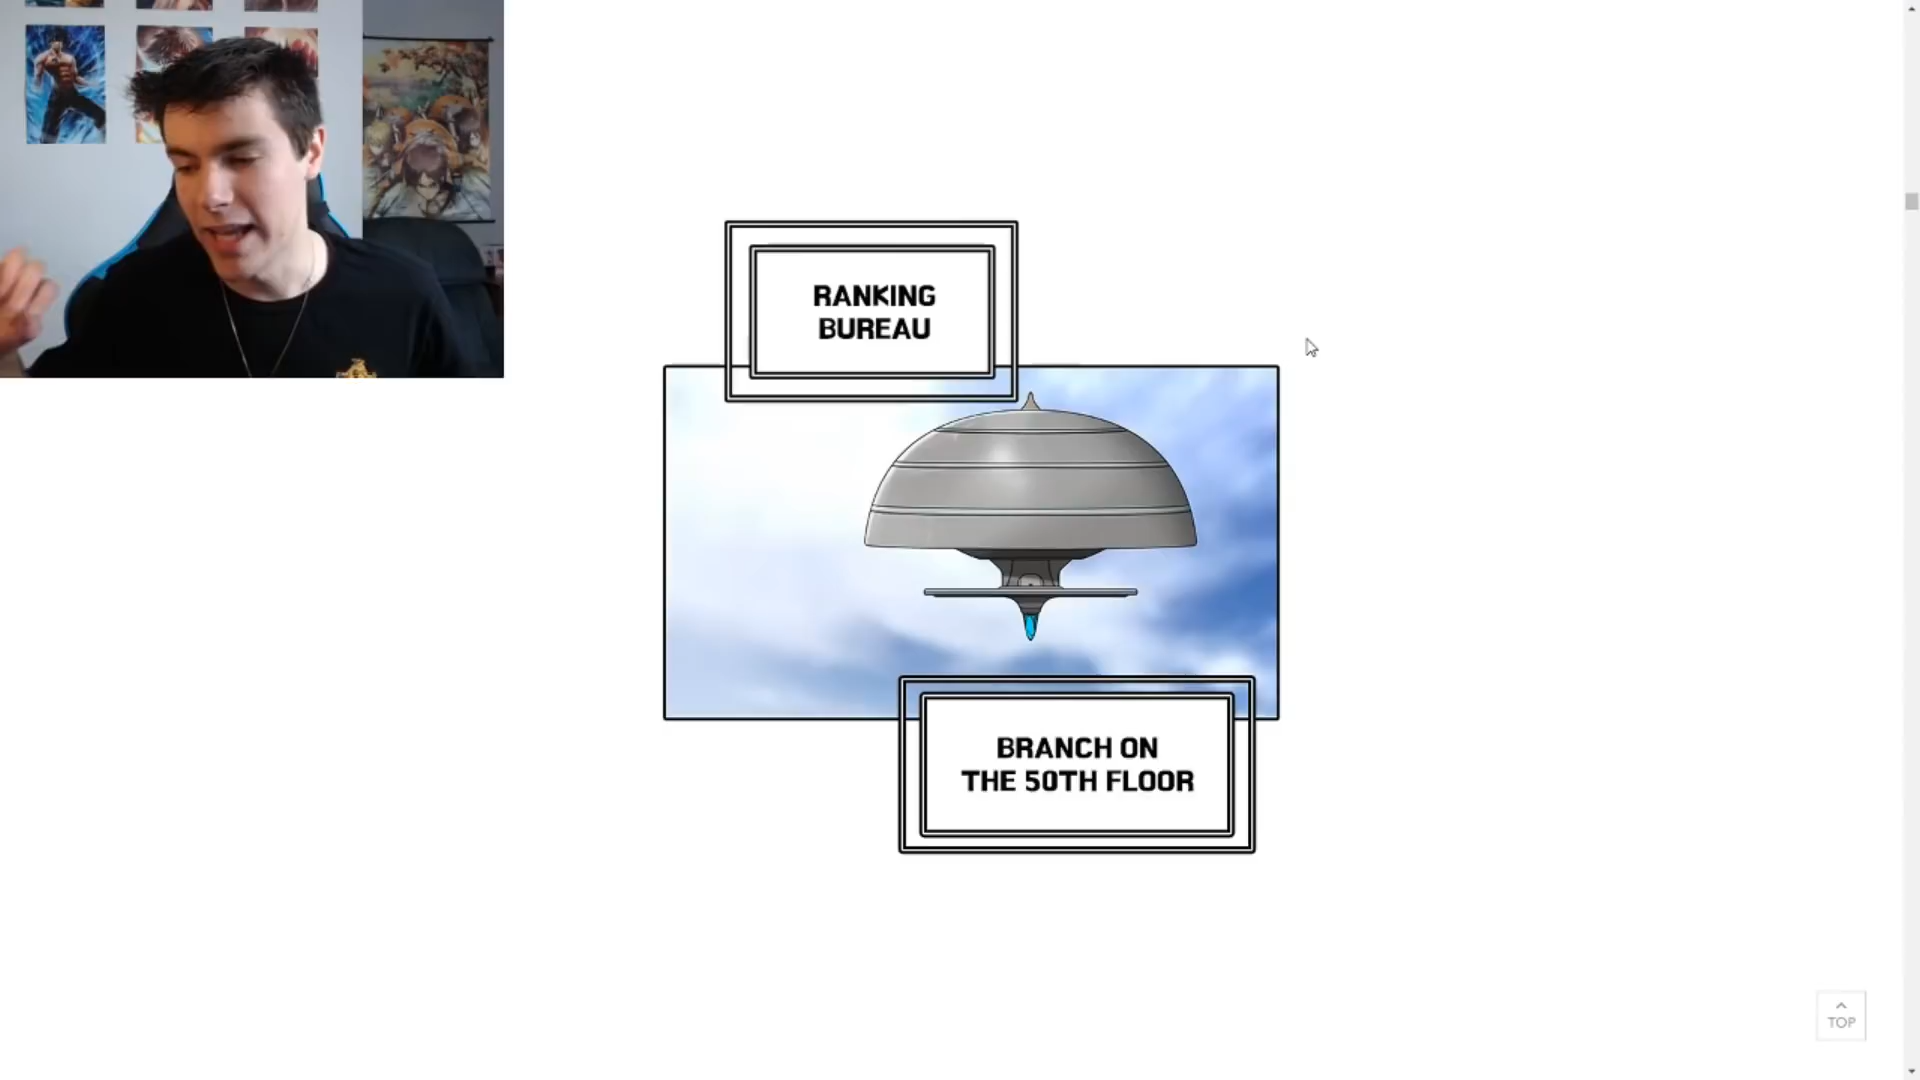 RANKING
BUREAU
BRANCH ON
THE 50TH FLOOR
TOP